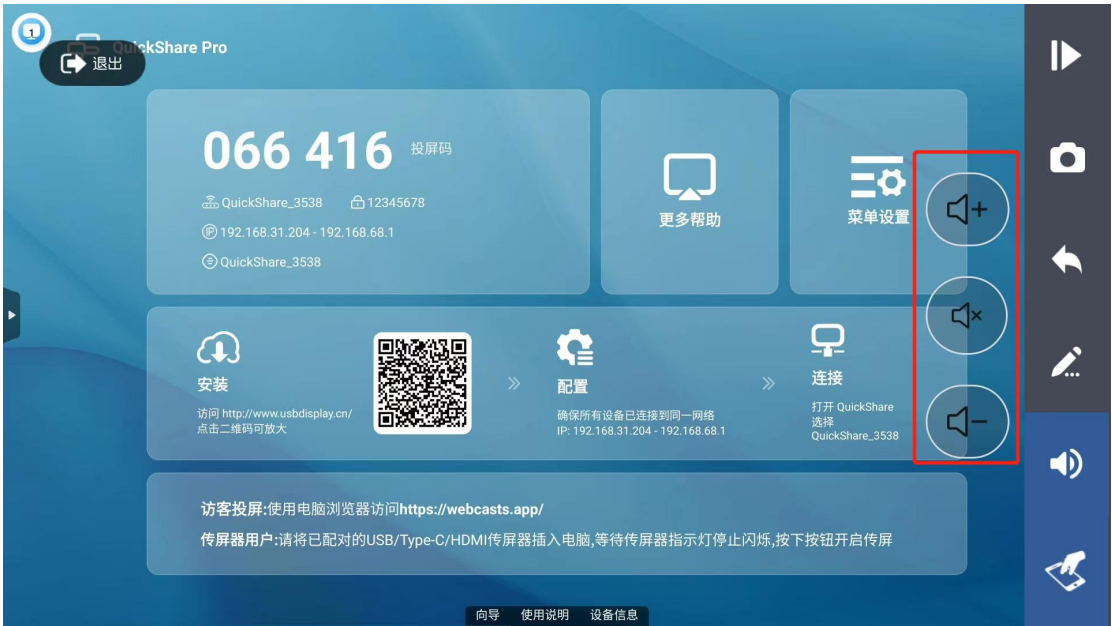 1
QuickShare Pro
退出
066 416 投屏码
QuickShare_3538 12345678
192.168.31.204 - 192.168.68.1
QuickShare_3538
更多帮助
菜单设置
安装
访问 http://www.usbdisplay.cn/
点击二维码可放大
配置
确保所有设备已连接到同一网络
IP: 192.168.31.204 - 192.168.68.1
连接
打开 QuickShare
选择
QuickShare_3538
访客投屏:使用电脑浏览器访问https://webcasts.app/
传屏器用户:请将已配对的USB/Type-C/HDMI传屏器插入电脑,等待传屏器指示灯停止闪烁,按下按钮开启传屏
向导 使用说明 设备信息